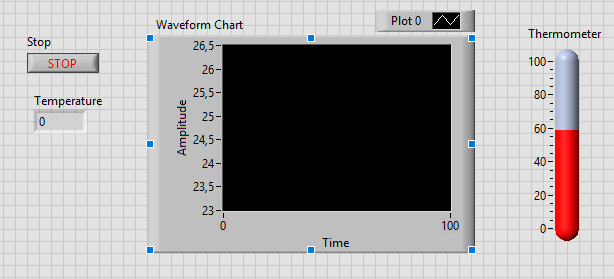 Stop
STOP
Temperature
0
Waveform Chart
Plot 0
Amplitude
26,5
26
25,5
25
24,5
24
23,5
23
0
100
Time
Thermometer
100
80
60
40
20
0